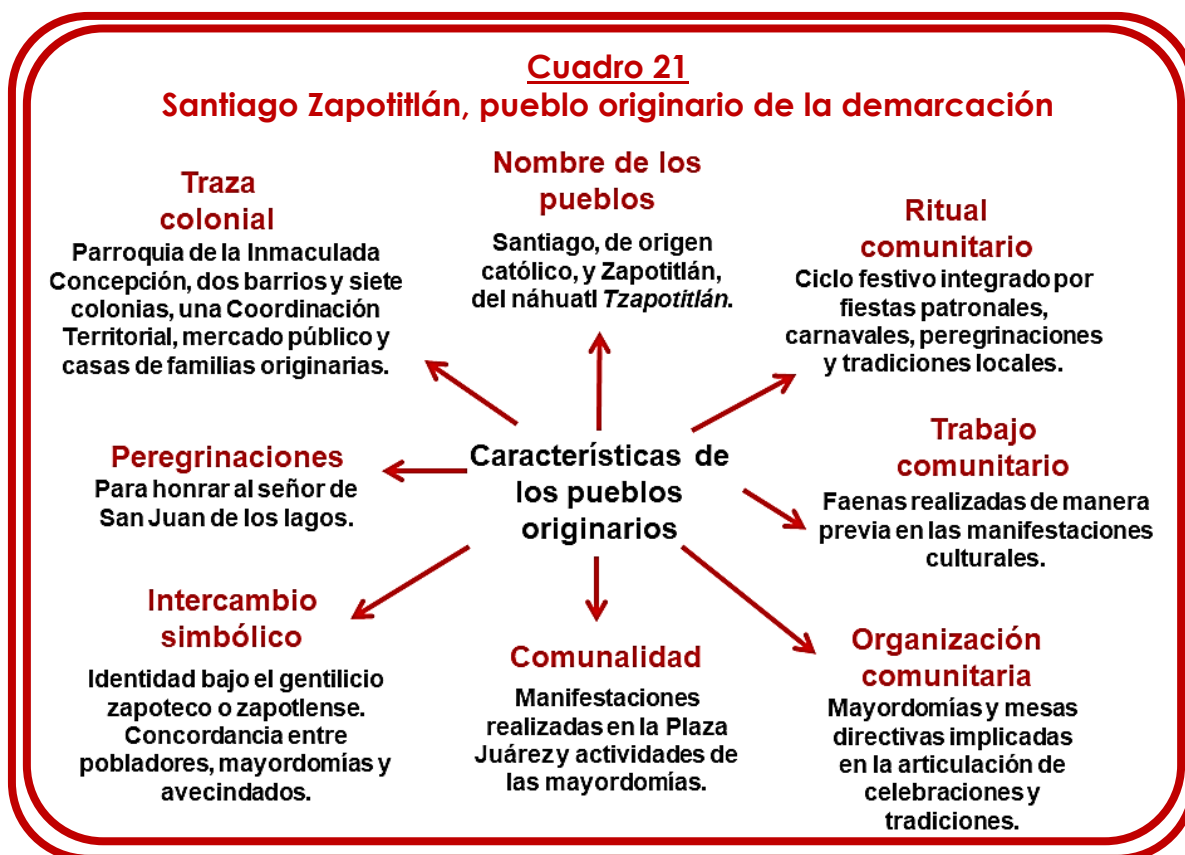 Cuadro 21
Santiago Zapotitlán, pueblo originario de la demarcación
Traza
colonial
Parroquia de la Inmaculada
Concepción, dos barrios y siete
colonias, una Coordinación
Territorial, mercado público y
casas de familias originarias.
Nombre de los
pueblos
Santiago, de origen
católico, y Zapotitlán,
del náhuatl Tzapotitlán.
Ritual
comunitario
Ciclo festivo integrado por
fiestas patronales,
carnavales, peregrinaciones
y tradiciones locales.
Peregrinaciones
Para honrar al señor de
San Juan de los lagos.
Características de
los pueblos
originarios
Trabajo
comunitario
Faenas realizadas de manera
previa en las manifestaciones
culturales.
Intercambio
simbólico
Identidad bajo el gentilicio
zapoteco o zapotlense.
Concordancia entre
pobladores, mayordomías y
avecindados.
Comunalidad
Manifestaciones
realizadas en la Plaza
Juárez y actividades de
las mayordomías.
Organización
comunitaria
Mayordomías y mesas
directivas implicadas
en la articulación de
celebraciones y
tradiciones.